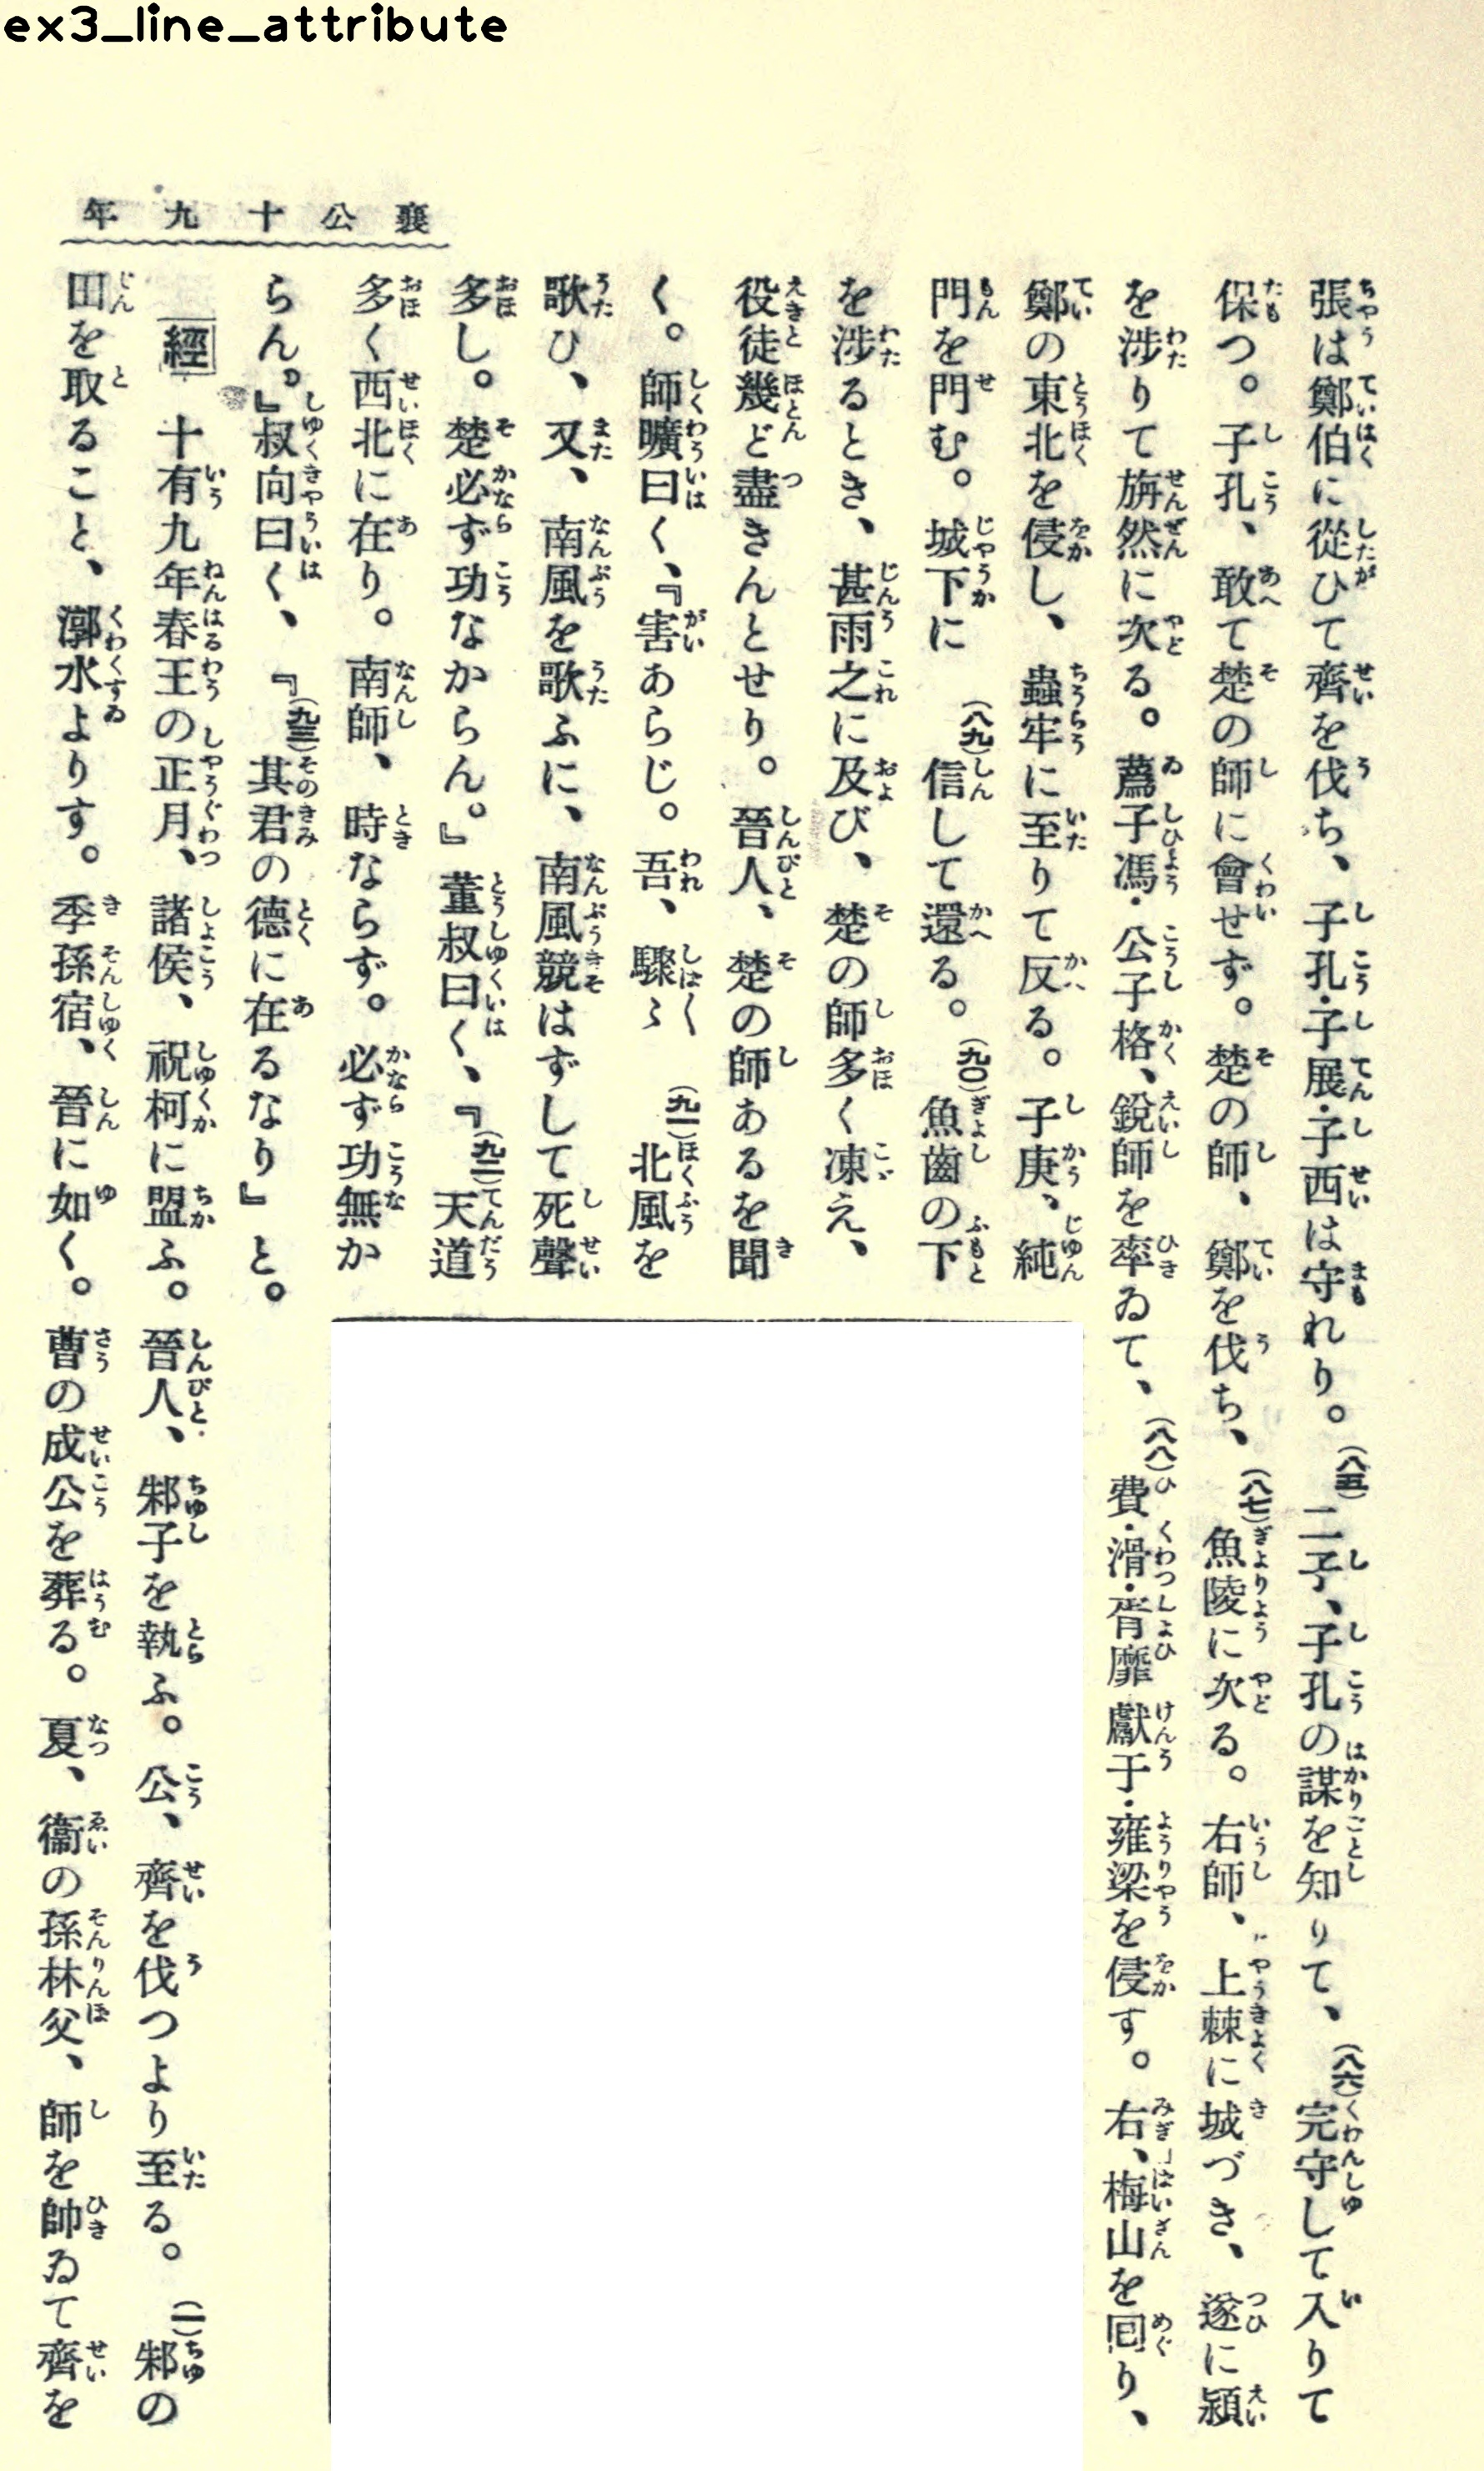 ex3_line_attribute
襄公十九年
張は鄭伯に從ひて齊を伐ち、子孔・子展・子西は守れり。(八五)二子、子孔の謀を知りて、(八六)完守して入りて
保つ。子孔、敢て楚の師に會せず。楚の師、鄭を伐ち、(八七)魚陵に次る。右師、上棘に城づき、遂に潁
を涉りて旃然に次る。蔿子馮・公子格、銳師を率ゐて、(八八)費・滑・胥靡・獻于・雍梁を侵す。右、梅山を囘り、
鄭の東北を侵し、蟲牢に至りて反る。子庚、純
門を門む。城下に(八九)信して還る。(九〇)魚齒の下
を涉るとき、甚雨之に及び、楚の師多く凍え、
役徒幾ど盡きんとせり。晉人、楚の師あるを聞
く。師曠曰く、『害あらじ。吾、驟〻(九一)北風を
歌ひ、又、南風を歌ふに、南風競はずして死聲
多し。楚必ず功なからん。』董叔曰く、『(九二)天道
多く西北に在り。南師、時ならず。必ず功無か
らん。』叔向曰く、『(九三)其君の德に在るなり』と。
經 十有九年春王の正月、諸侯、祝柯に盟ふ。晉人、邾子を執ふ。公、齊を伐つより至る。(一)邾の
田を取ること、漷水よりす。季孫宿、晉に如く。曹の成公を葬る。夏、衞の孫林父、師を帥ゐて齊を